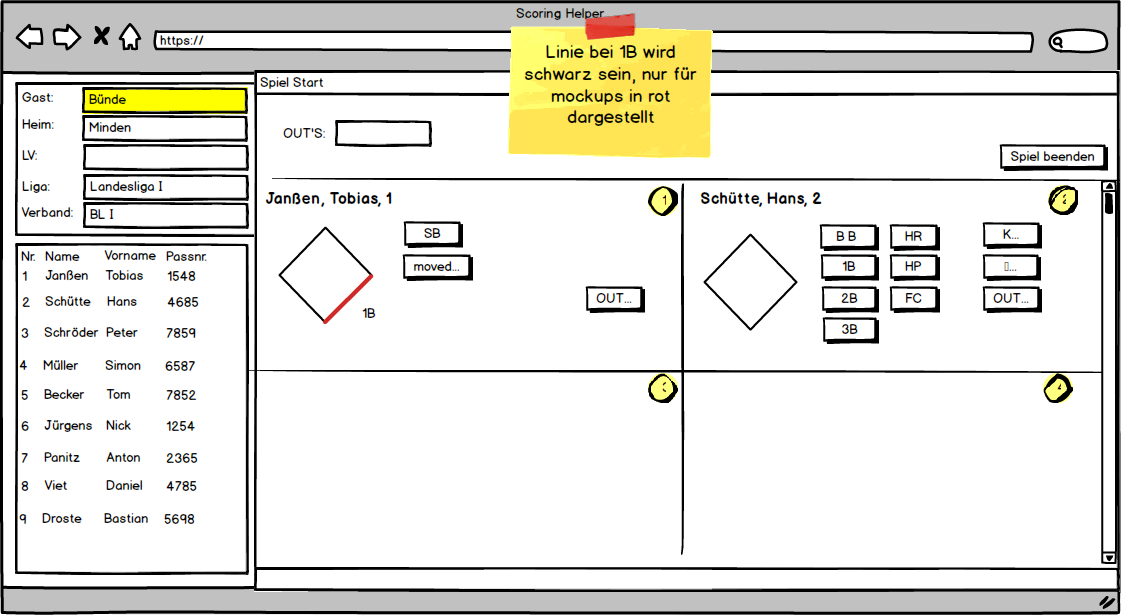 Scoring Helper
https://
Linie bei 1B wird
schwarz sein, nur für
mockups in rot
dargestellt
Gast: Bünde
Heim: Minden
LV:
Liga: Landesliga I
Verband: BL I
Nr. Name Vorname Passnr.
1 Janßen Tobias 1548
2 Schütte Hans 4685
3 Schröder Peter 7859
4 Müller Simon 6587
5 Becker Tom 7852
6 Jürgens Nick 1254
7 Panitz Anton 2365
8 Viet Daniel 4785
9 Droste Bastian 5698
Spiel Start
OUT'S:
Spiel beenden
Janßen, Tobias, 1
1
SB
moved...
OUT...
1B
Schütte, Hans, 2
B B HR K...
1B HP ...
2B FC OUT...
3B